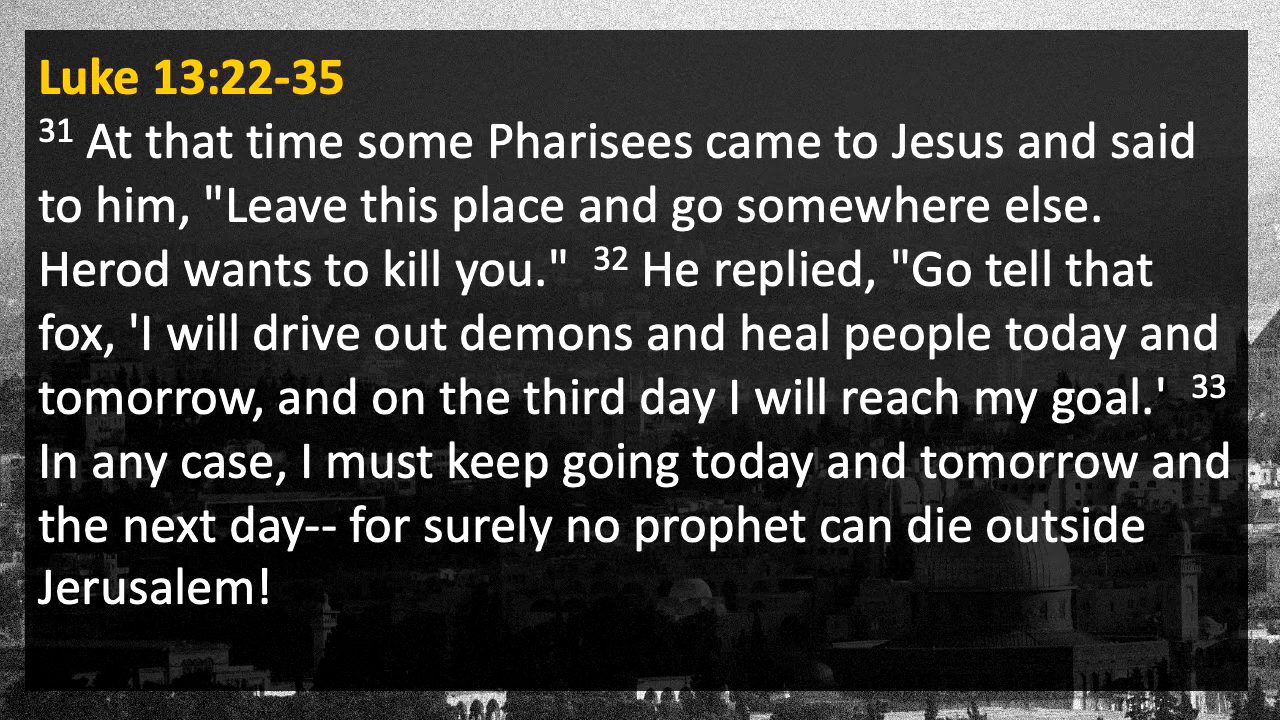 Luke 13:22-35
31 At that time some Pharisees came to Jesus and said
to him, "Leave this place and go somewhere else.
Herod wants to kill you."  32 He replied, "Go tell that
fox, 'I will drive out demons and heal people today and
tomorrow, and on the third day I will reach my goal.'  33
In any case, I must keep going today and tomorrow and
the next day-- for surely no prophet can die outside
Jerusalem!